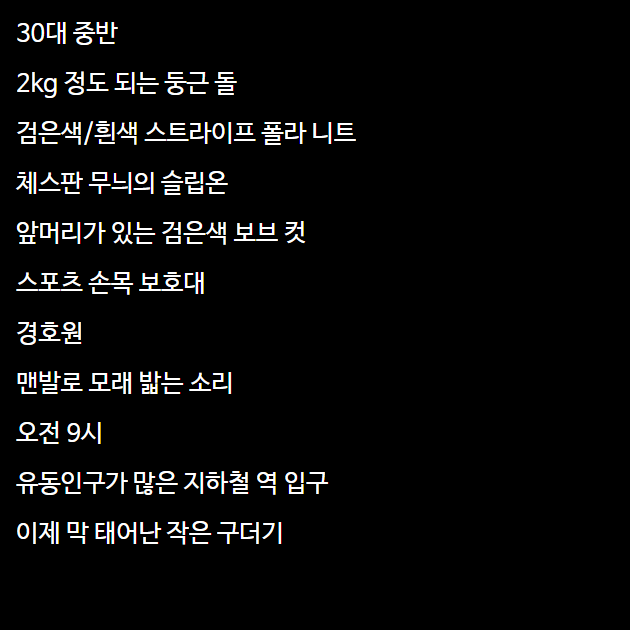 30대 중반
2kg 정도 되는 둥근 돌
검은색/흰색 스트라이프 폴라 니트
체스판 무늬의 슬립온
앞머리가 있는 검은색 보브 컷
스포츠 손목 보호대
경호원
맨발로 모래 밟는 소리
오전 9시
유동인구가 많은 지하철 역 입구
이제 막 태어난 작은 구더기